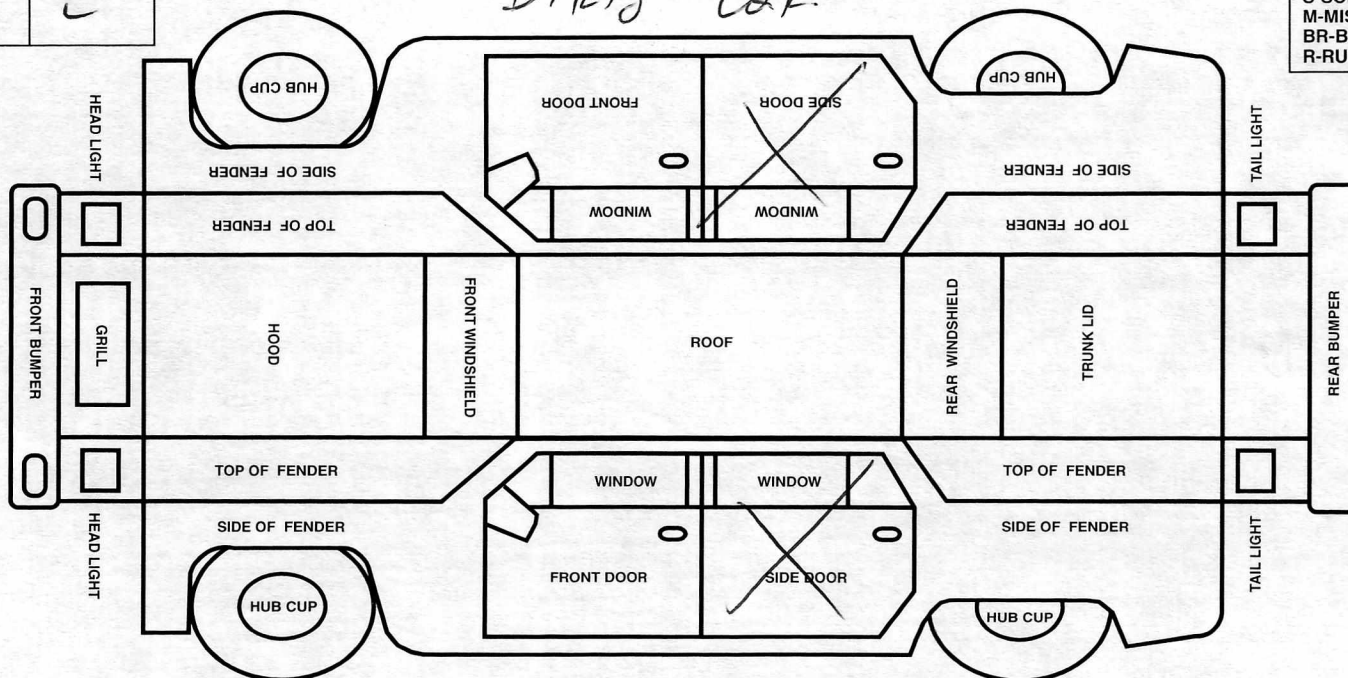 Dirty Car
M-MIS
BR-B
R-RU
HUB CUP
HUB CUP
HEAD LIGHT
FRONT DOOR
SIDE DOOR
TAIL LIGHT
SIDE OF FENDER
SIDE OF FENDER
TOP OF FENDER
WINDOW
WINDOW
TOP OF FENDER
FRONT BUMPER
GRILL
HOOD
FRONT WINDSHIELD
ROOF
REAR WINDSHIELD
TRUNK LID
REAR BUMPER
TOP OF FENDER
WINDOW
WINDOW
TOP OF FENDER
SIDE OF FENDER
SIDE OF FENDER
HEAD LIGHT
FRONT DOOR
SIDE DOOR
TAIL LIGHT
HUB CUP
HUB CUP